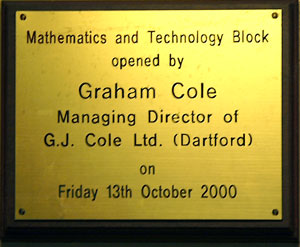 Mathematics and Technology Block
opened by
Graham Cole
Managing Director of
G.J. Cole Ltd. (Dartford)
on
Friday 13th October 2000